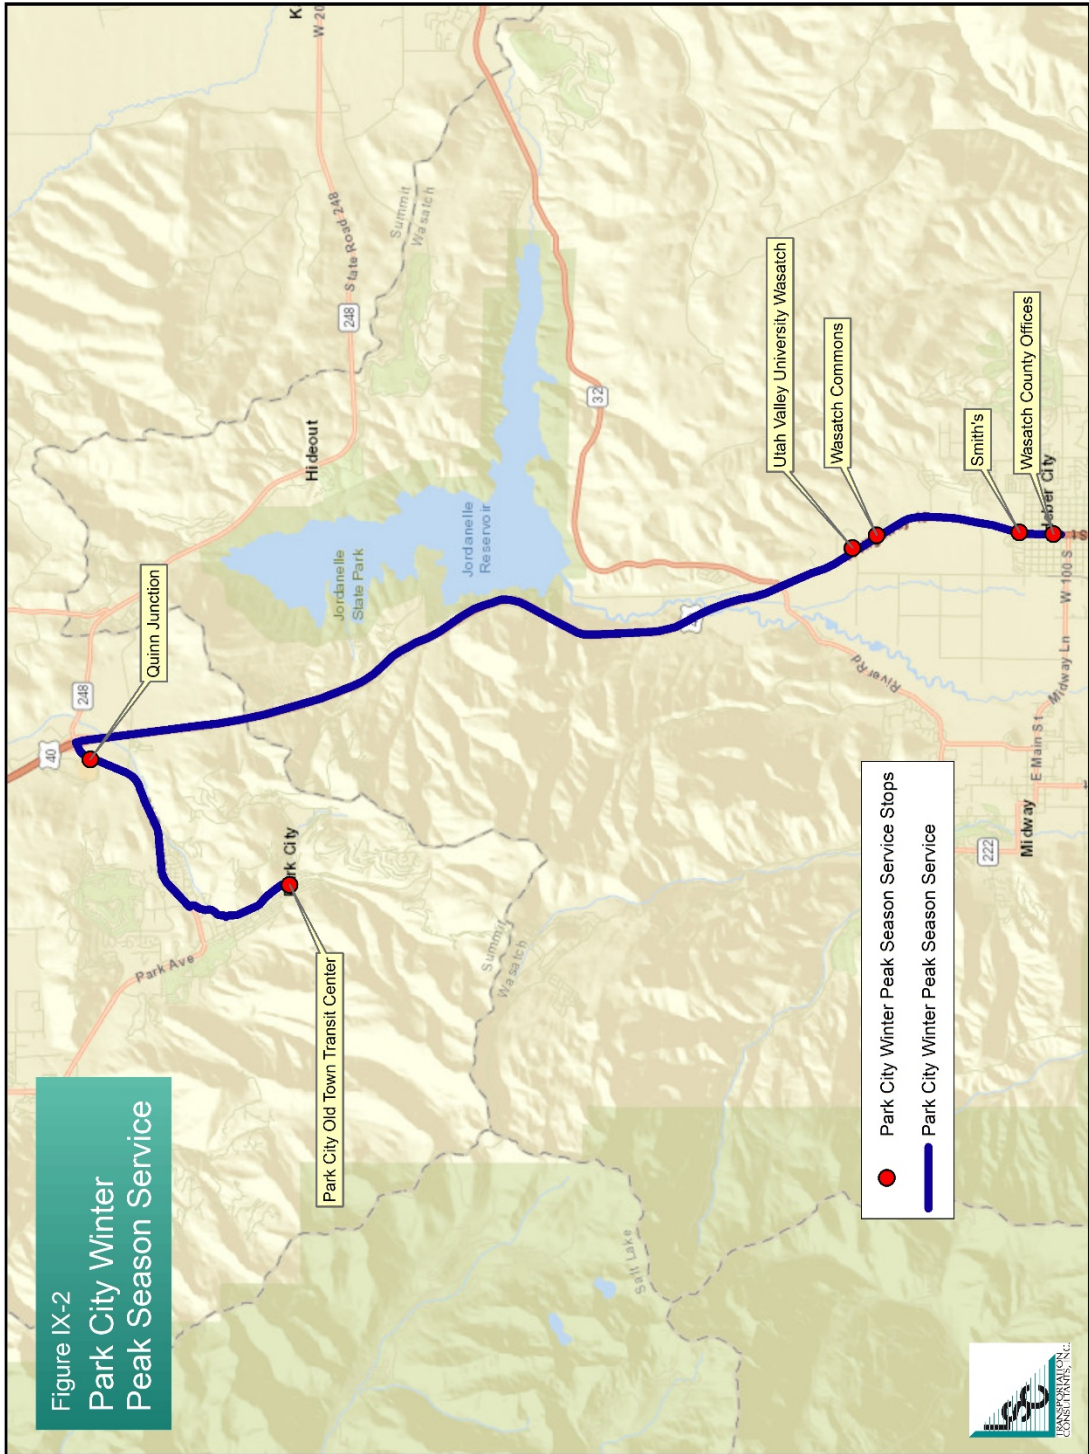 Figure IX-2
Park City Winter
Peak Season Service
40
248
Quinn Junction
Park Ave
Park City Old Town Transit Center
Hideout
248
State Road 248
W 20
K
Summit
Wasatch
Jordanelle
State Park
Jordanelle
Reservoir
32
Summit
Wasatch
Salt Lake
Utah Valley University Wasatch
Wasatch Commons
Smith's
Wasatch County Offices
River Rd
W 100 S
Midway Ln
E Main St
Midway
222
Park City Winter Peak Season Service Stops
Park City Winter Peak Season Service
LSC
TRANSPORTATION
CONSULTANTS, INC.